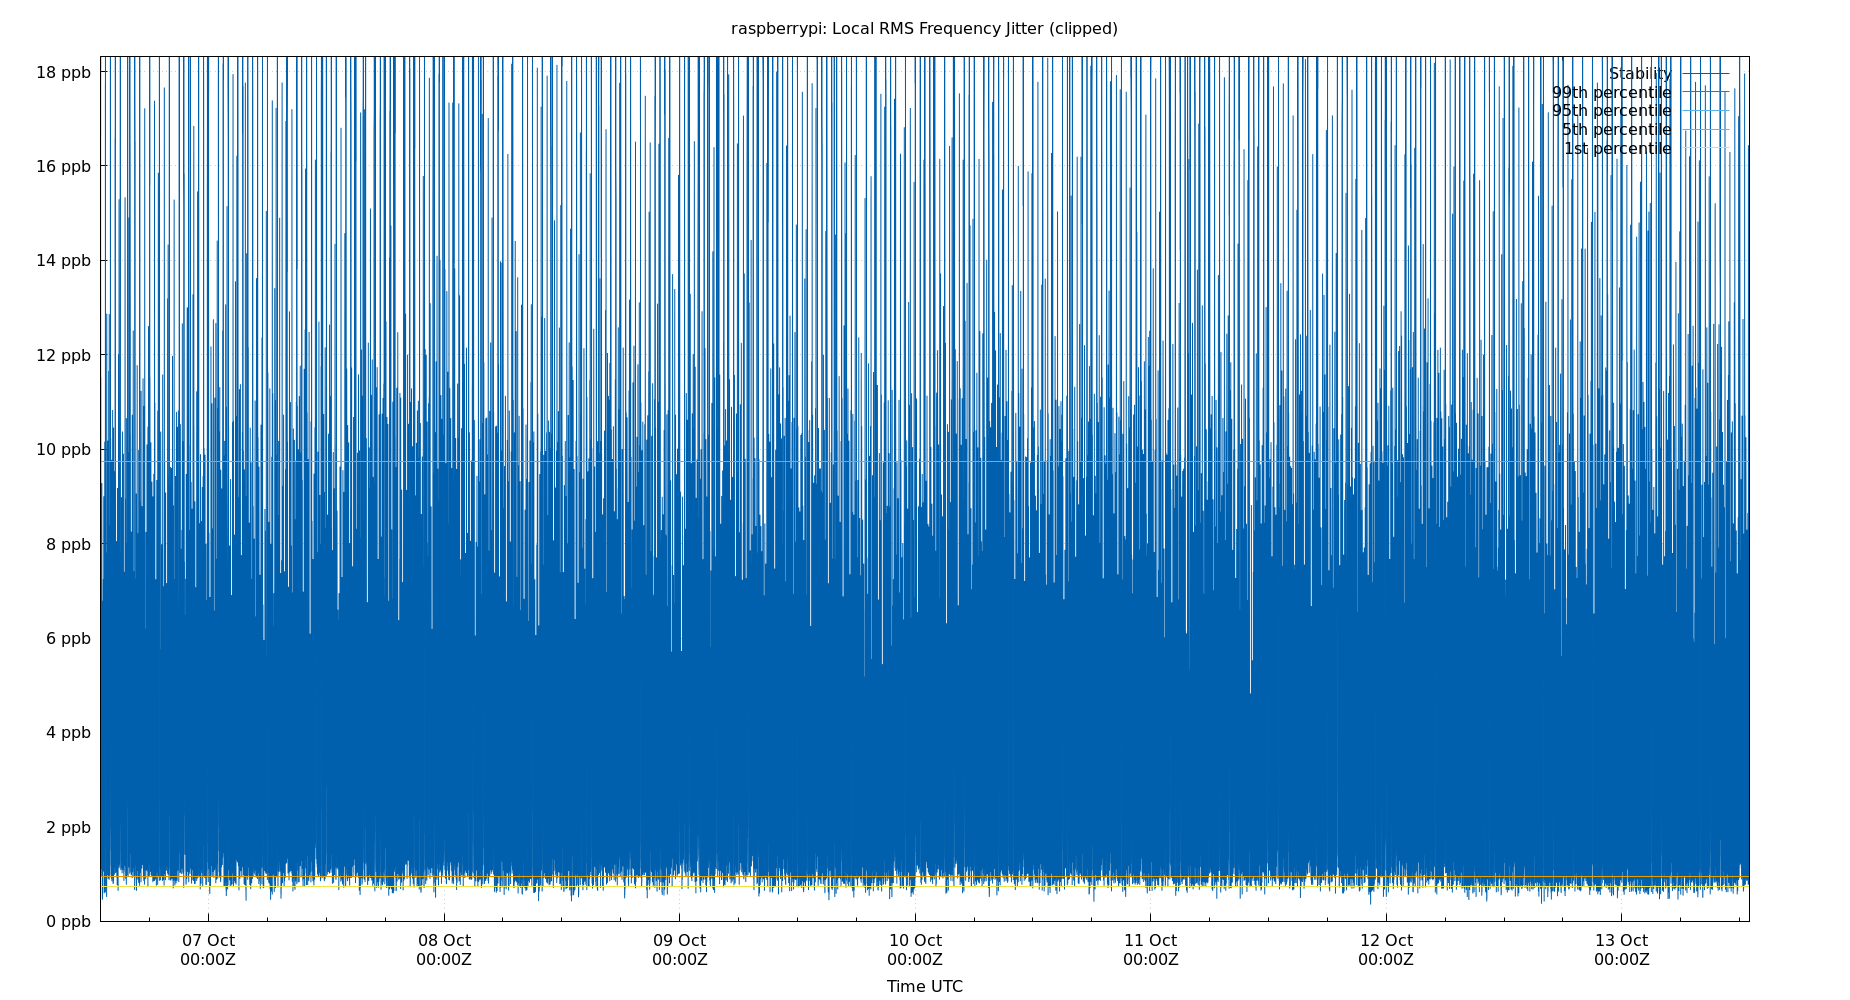 raspberrypi: Local RMS Frequency Jitter (clipped)
18 ppb
16 ppb
14 ppb
12 ppb
10 ppb
8 ppb
6 ppb
4 ppb
2 ppb
0 ppb
Stability
99th percentile
95th percentile
5th percentile
1st percentile
07 Oct 08 Oct 09 Oct 10 Oct 11 Oct 12 Oct 13 Oct
00:00Z 00:00Z 00:00Z 00:00Z 00:00Z 00:00Z 00:00Z
Time UTC